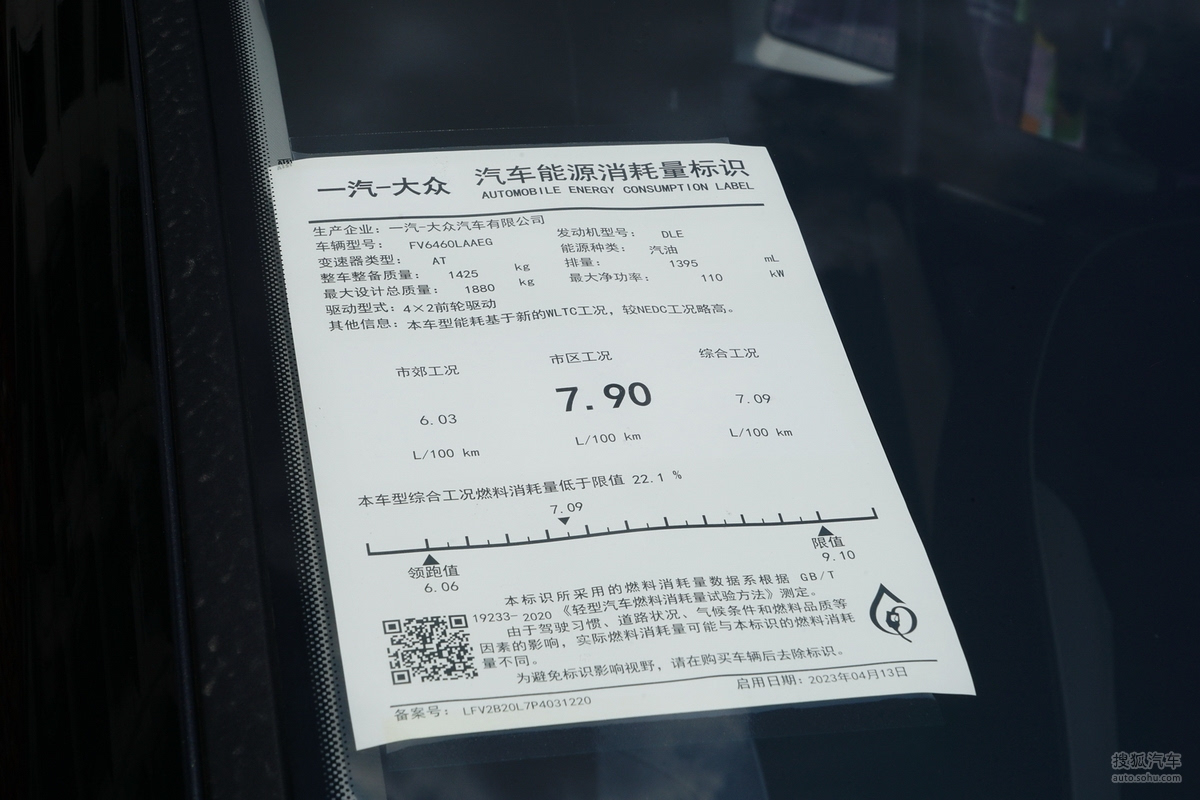 一汽-大众 汽车能源消耗量标识
AUTOMOBILE ENERGY CONSUMPTION LABEL
生产企业：一汽-大众汽车有限公司
车辆型号： FV6460LAAEG 发动机型号： DLE
变速器类型： AT 能源种类： 汽油
整车整备质量： 1425 kg 排量： 1395 mL
最大设计总质量： 1880 kg 最大净功率： 110 kW
驱动型式：4×2前轮驱动
其他信息：本车型能耗基于新的WLTC工况，较NEDC工况略高。
市郊工况 市区工况 综合工况
6.03 7.90 7.09
L/100 km L/100 km L/100 km
本车型综合工况燃料消耗量低于限值 22.1 %
7.09
领跑值 限值
6.06 9.10
本标识所采用的燃料消耗量数据系根据 GB/T
19233- 2020 《轻型汽车燃料消耗量试验方法》测定。
由于驾驶习惯、道路状况、气候条件和燃料品质等
因素的影响，实际燃料消耗量可能与本标识的燃料消耗
量不同。
为避免标识影响视野，请在购买车辆后去除标识。
备案号： LFV2B20L7P4031220 启用日期：2023年04月13日
搜狐汽车
auto.sohu.com